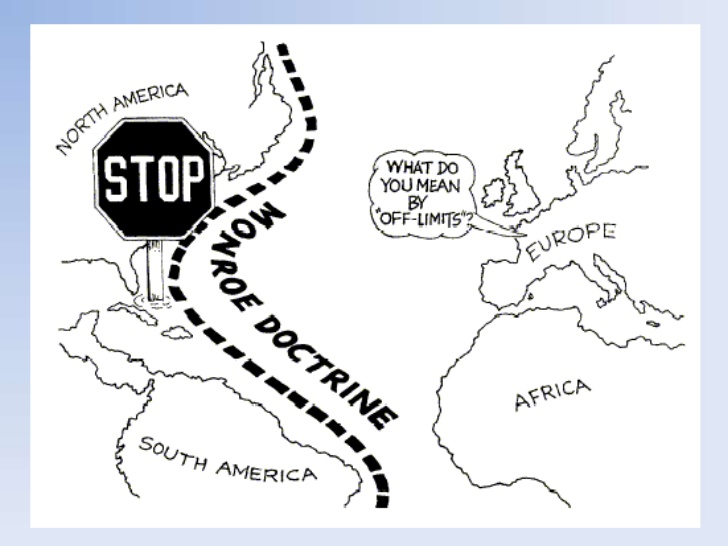 NORTH AMERICA
STOP
MONROE DOCTRINE
WHAT DO
YOU MEAN
BY
"OFF-LIMITS"?
EUROPE
AFRICA
SOUTH AMERICA